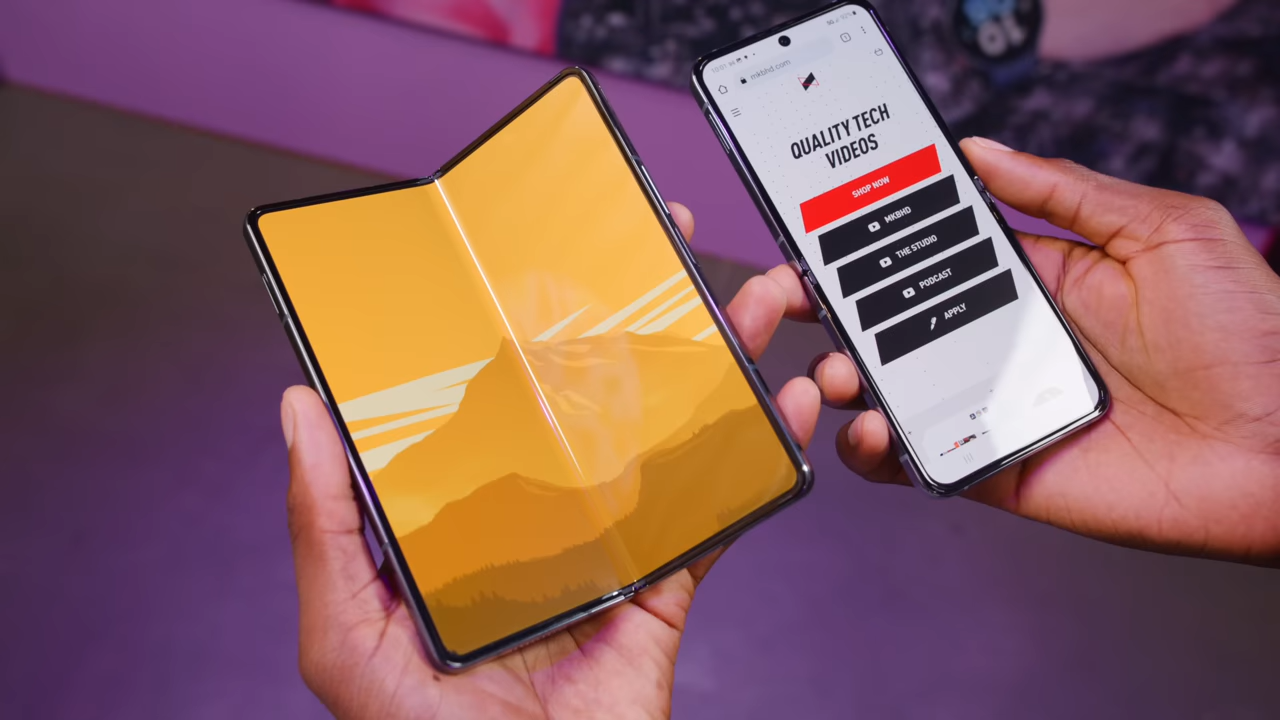 mkbhd.com
QUALITY TECH
VIDEOS
SHOP NOW
MKBHD
THE STUDIO
PODCAST
APPLY